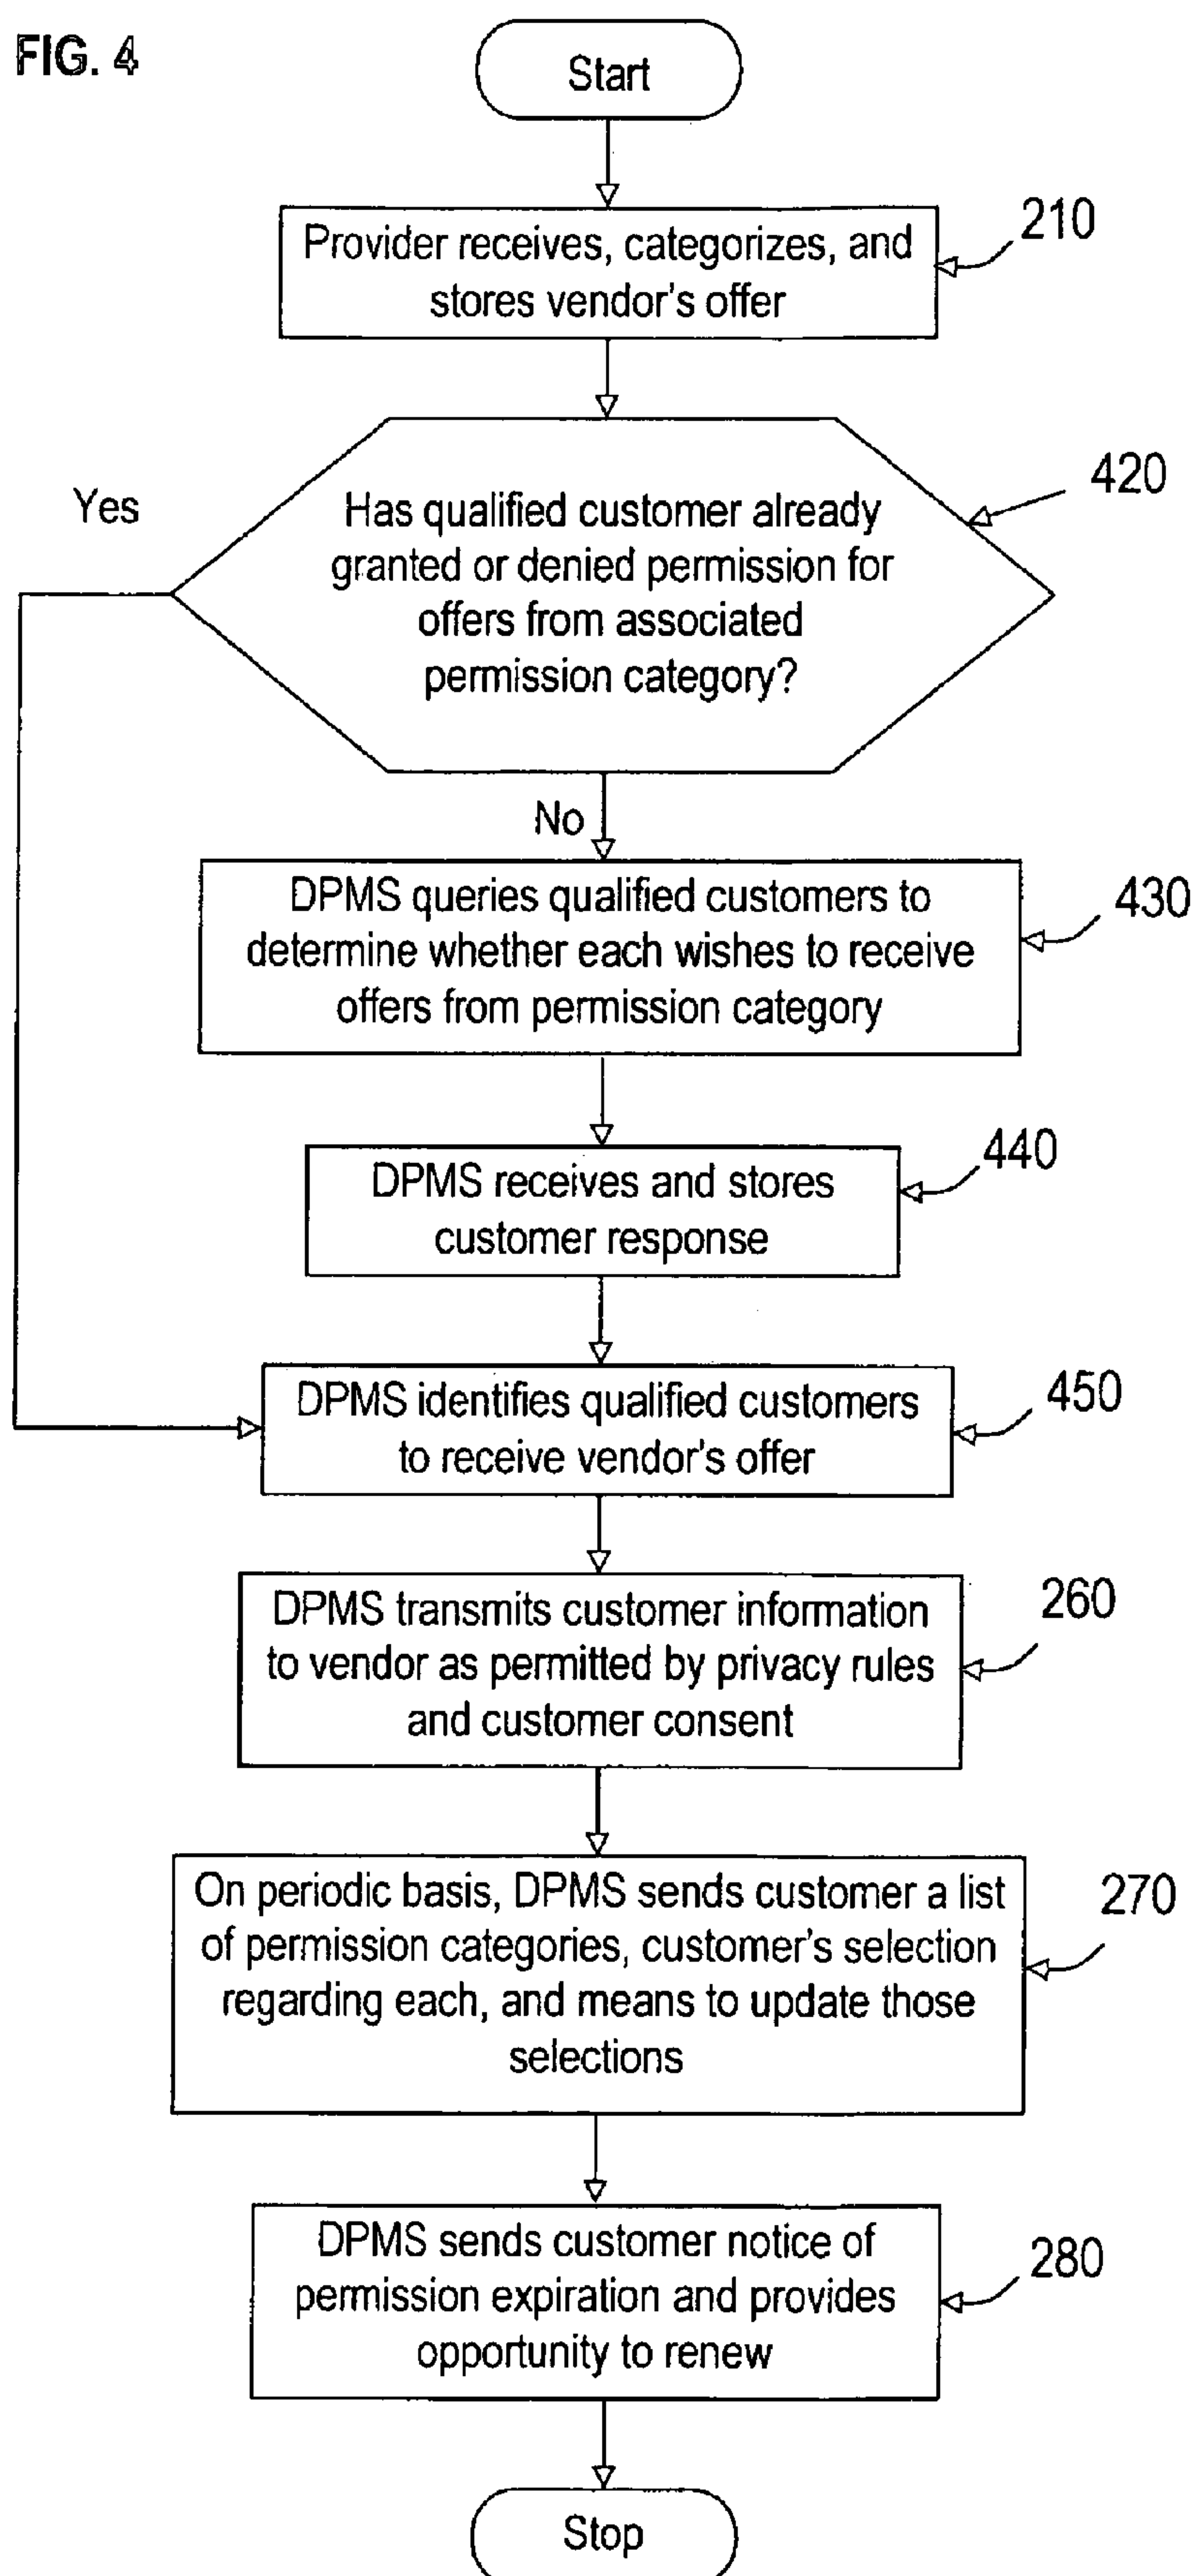 FIG. 4
Start
Provider receives, categorizes, and
stores vendor's offer
210
Has qualified customer already
granted or denied permission for
offers from associated
permission category?
420
Yes
No
DPMS queries qualified customers to
determine whether each wishes to receive
offers from permission category
430
DPMS receives and stores
customer response
440
DPMS identifies qualified customers
to receive vendor's offer
450
DPMS transmits customer information
to vendor as permitted by privacy rules
and customer consent
260
On periodic basis, DPMS sends customer a list
of permission categories, customer's selection
regarding each, and means to update those
selections
270
DPMS sends customer notice of
permission expiration and provides
opportunity to renew
280
Stop